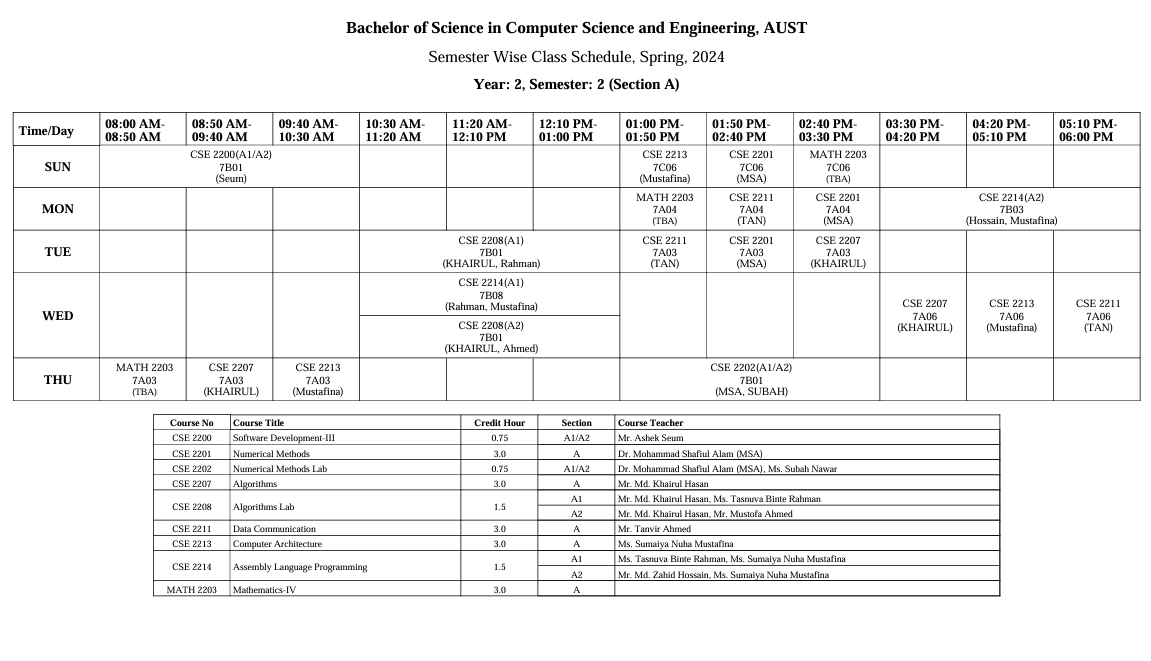 Bachelor of Science in Computer Science and Engineering, AUST
Semester Wise Class Schedule, Spring, 2024
Year: 2, Semester: 2 (Section A)
Time/Day
08:00 AM-
08:50 AM
08:50 AM-
09:40 AM
09:40 AM-
10:30 AM
10:30 AM-
11:20 AM
11:20 AM-
12:10 PM
12:10 PM-
01:00 PM
01:00 PM-
01:50 PM
01:50 PM-
02:40 PM
02:40 PM-
03:30 PM
03:30 PM-
04:20 PM
04:20 PM-
05:10 PM
05:10 PM-
06:00 PM
SUN
CSE 2200(A1/A2)
7B01
(Seum)
CSE 2213
7C06
(Mustafina)
CSE 2201
7C06
(MSA)
MATH 2203
7C06
(TBA)
MON
MATH 2203
7A04
(TBA)
CSE 2211
7A04
(TAN)
CSE 2201
7A04
(MSA)
CSE 2214(A2)
7B03
(Hossain, Mustafina)
TUE
CSE 2208(A1)
7B01
(KHAIRUL, Rahman)
CSE 2211
7A03
(TAN)
CSE 2201
7A03
(MSA)
CSE 2207
7A03
(KHAIRUL)
WED
CSE 2214(A1)
7B08
(Rahman, Mustafina)
CSE 2208(A2)
7B01
(KHAIRUL, Ahmed)
CSE 2207
7A06
(KHAIRUL)
CSE 2213
7A06
(Mustafina)
CSE 2211
7A06
(TAN)
THU
MATH 2203
7A03
(TBA)
CSE 2207
7A03
(KHAIRUL)
CSE 2213
7A03
(Mustafina)
CSE 2202(A1/A2)
7B01
(MSA, SUBAH)
Course No Course Title Credit Hour Section Course Teacher
CSE 2200 Software Development-III 0.75 A1/A2 Mr. Ashek Seum
CSE 2201 Numerical Methods 3.0 A Dr. Mohammad Shafiul Alam (MSA)
CSE 2202 Numerical Methods Lab 0.75 A1/A2 Dr. Mohammad Shafiul Alam (MSA), Ms. Subah Nawar
CSE 2207 Algorithms 3.0 A Mr. Md. Khairul Hasan
CSE 2208 Algorithms Lab 1.5 A1 Mr. Md. Khairul Hasan, Ms. Tasnuva Binte Rahman
A2 Mr. Md. Khairul Hasan, Mr. Mustofa Ahmed
CSE 2211 Data Communication 3.0 A Mr. Tanvir Ahmed
CSE 2213 Computer Architecture 3.0 A Ms. Sumaiya Nuha Mustafina
CSE 2214 Assembly Language Programming 1.5 A1 Ms. Tasnuva Binte Rahman, Ms. Sumaiya Nuha Mustafina
A2 Mr. Md. Zahid Hossain, Ms. Sumaiya Nuha Mustafina
MATH 2203 Mathematics-IV 3.0 A